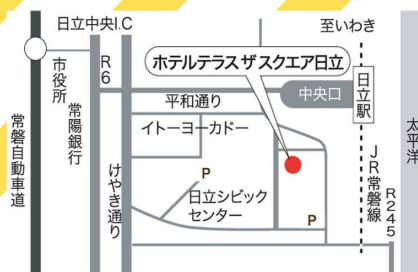 日立中央I.C
至いわき
R6
ホテルテラス ザ スクエア日立
市役所
常陽銀行
平和通り
中央口
日立駅
イトーヨーカドー
太平洋
常磐自動車道
けやき通り
P
日立シビック
センター
P
JR常磐線
R245